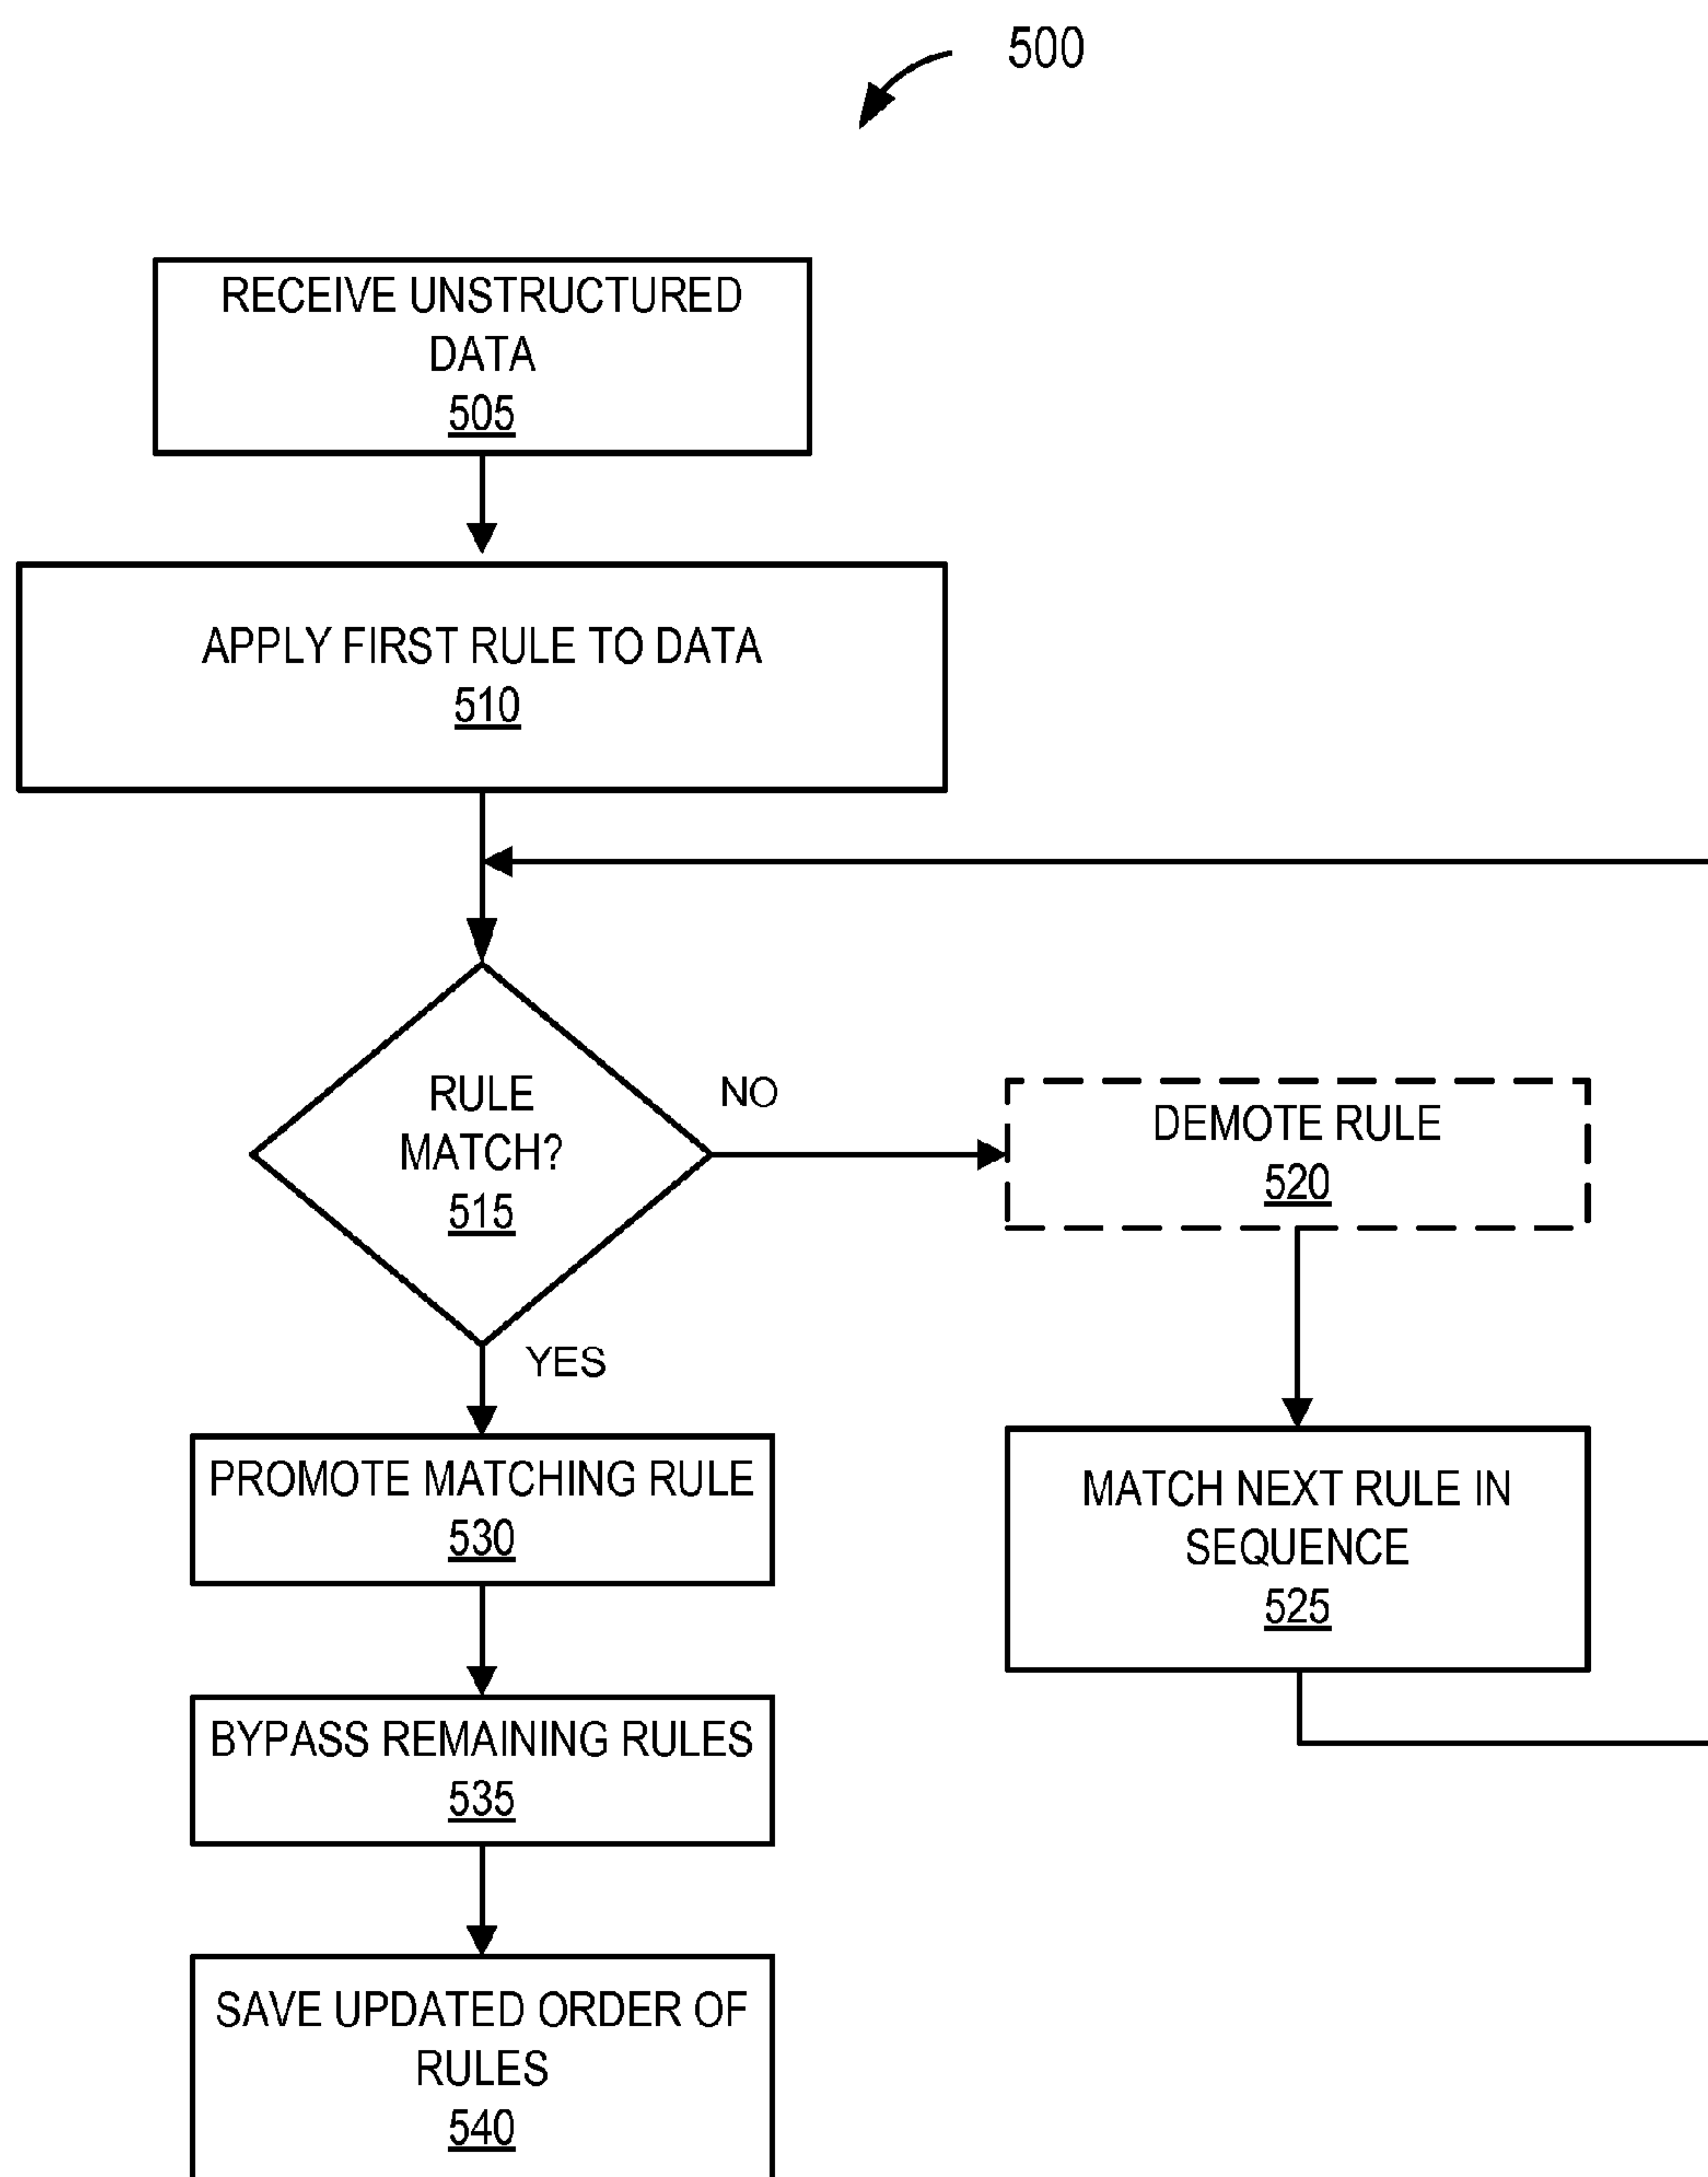 500
RECEIVE UNSTRUCTURED
DATA
505
APPLY FIRST RULE TO DATA
510
RULE
MATCH?
515
NO
DEMOTE RULE
520
YES
PROMOTE MATCHING RULE
530
MATCH NEXT RULE IN
SEQUENCE
525
BYPASS REMAINING RULES
535
SAVE UPDATED ORDER OF
RULES
540